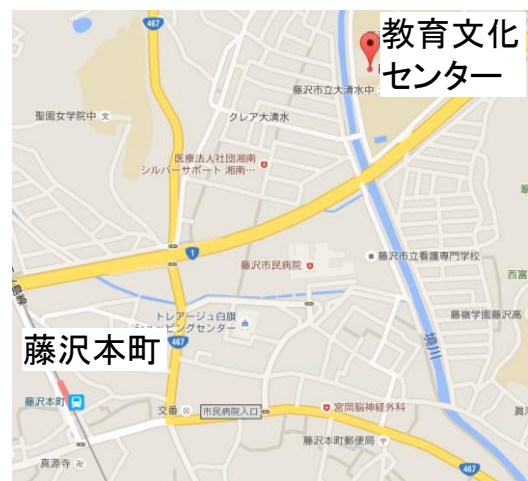 467
教育文化
センター
藤沢市立大清水中
聖園女学院中
クレア大清水
医療法人社団湘南
シルバーサポート 湘南…
1
藤沢市民病院
藤沢市立看護専門学校
西富
トレアージュ白旗
ショッピングセンター
藤嶺学園藤沢高
467
境川
藤沢本町
藤沢本町
交番
市民病院入口
宮岡脳神経外科
藤沢本町郵便局
真源寺
467